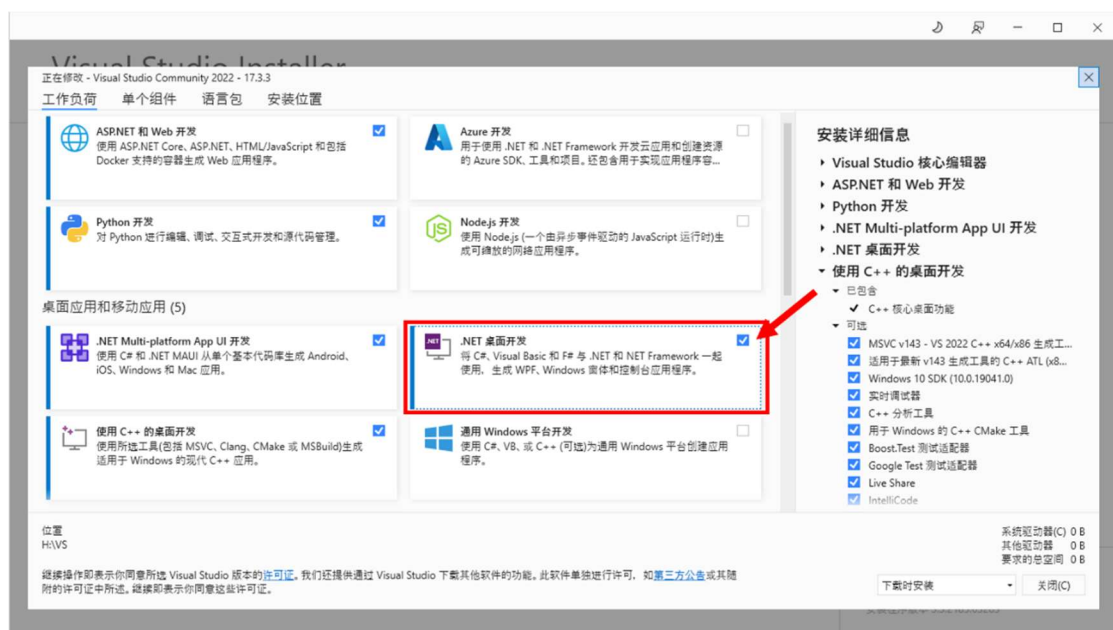 Visual Studio Installer
正在修改 - Visual Studio Community 2022 - 17.3.3
工作负荷 单个组件 语言包 安装位置
ASP.NET 和 Web 开发
使用 ASP.NET Core、ASP.NET、HTML/JavaScript 和包括
Docker 支持的容器生成 Web 应用程序。
Azure 开发
用于使用 .NET 和 .NET Framework 开发云应用和创建资源
的 Azure SDK、工具和项目。还包含用于实现应用程序容...
Python 开发
对 Python 进行编辑、调试、交互式开发和源代码管理。
JS
Node.js 开发
使用 Node.js (一个由异步事件驱动的 JavaScript 运行时)生
成可缩放的网络应用程序。
桌面应用和移动应用 (5)
.NET Multi-platform App UI 开发
使用 C# 和 .NET MAUI 从单个基本代码库生成 Android、
iOS、Windows 和 Mac 应用。
.NET
.NET 桌面开发
将 C#、Visual Basic 和 F# 与 .NET 和 .NET Framework 一起
使用，生成 WPF、Windows 窗体和控制台应用程序。
使用 C++ 的桌面开发
使用所选工具(包括 MSVC、Clang、CMake 或 MSBuild)生成
适用于 Windows 的现代 C++ 应用。
通用 Windows 平台开发
使用 C#、VB、或 C++ (可选)为通用 Windows 平台创建应用
程序。
安装详细信息
Visual Studio 核心编辑器
ASP.NET 和 Web 开发
Python 开发
.NET Multi-platform App UI 开发
.NET 桌面开发
使用 C++ 的桌面开发
已包含
C++ 核心桌面功能
可选
MSVC v143 - VS 2022 C++ x64/x86 生成工...
适用于最新 v143 生成工具的 C++ ATL (x8...
Windows 10 SDK (10.0.19041.0)
实时调试器
C++ 分析工具
用于 Windows 的 C++ CMake 工具
Boost.Test 测试适配器
Google Test 测试适配器
Live Share
IntelliCode
位置
H:\VS
继续操作即表示你同意所选 Visual Studio 版本的许可证。我们还提供通过 Visual Studio 下载其他软件的功能。此软件单独进行许可，如第三方公告或其随
附的许可证中所述。继续即表示你同意这些许可证。
系统驱动器(C) 0 B
其他驱动器 0 B
要求的总空间 0 B
下载时安装
关闭(C)